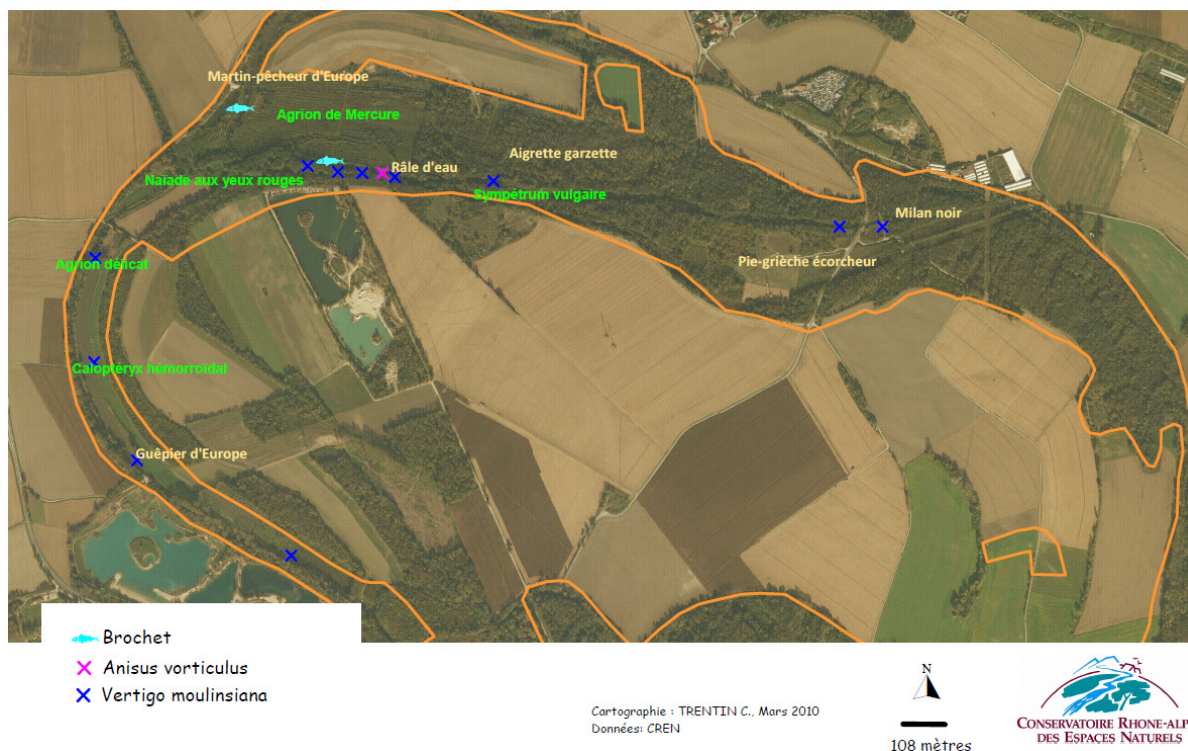 Martin-pêcheur d'Europe
Agrion de Mercure
Aigrette garzette
Râle d'eau
Naïade aux yeux rouges
Sympétrum vulgaire
Milan noir
Pie-grièche écorcheur
Agrion délicat
Caloptéryx hémorroïdal
Guêpier d'Europe
Brochet
Anisus vorticulus
Vertigo moulinsiana
Cartographie : TRENTIN C., Mars 2010
Données: CREN
N
108 mètres
CONSERVATOIRE RHONE-ALP
DES ESPACES NATURELS